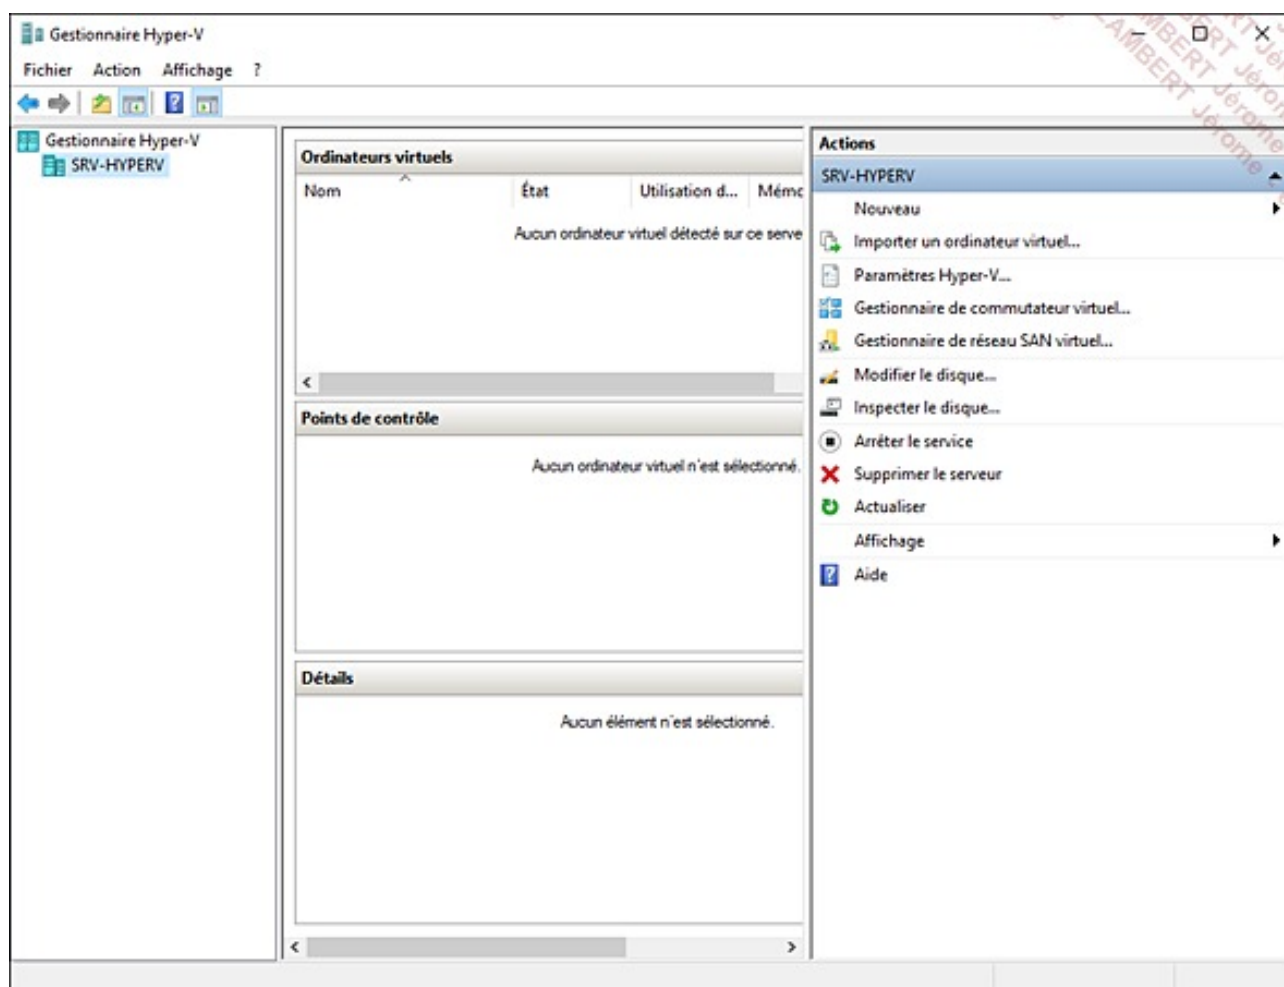 Gestionnaire Hyper-V
Fichier Action Affichage ?
Gestionnaire Hyper-V
SRV-HYPERV
Ordinateurs virtuels
Nom État Utilisation d... Mémc
Aucun ordinateur virtuel détecté sur ce serve
Points de contrôle
Aucun ordinateur virtuel n'est sélectionné.
Détails
Aucun élément n'est sélectionné.
Actions
SRV-HYPERV
Nouveau
Importer un ordinateur virtuel...
Paramètres Hyper-V...
Gestionnaire de commutateur virtuel...
Gestionnaire de réseau SAN virtuel...
Modifier le disque...
Inspecter le disque...
Arrêter le service
Supprimer le serveur
Actualiser
Affichage
Aide
LAMBERT Jérôme